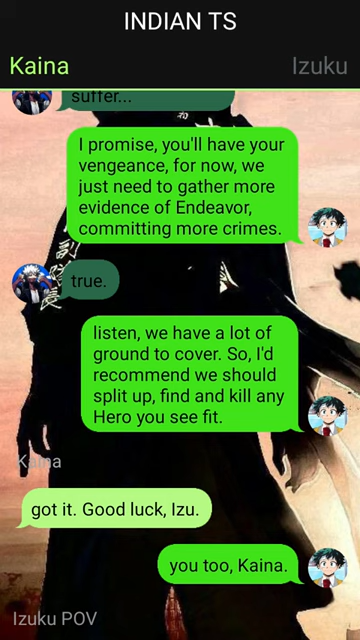 INDIAN TS
Kaina
Izuku
suffer...
I promise, you'll have your
vengeance, for now, we
just need to gather more
evidence of Endeavor,
committing more crimes.
true.
listen, we have a lot of
ground to cover. So, I'd
recommend we should
split up, find and kill any
Hero you see fit.
Kaina
got it. Good luck, Izu.
you too, Kaina.
Izuku POV